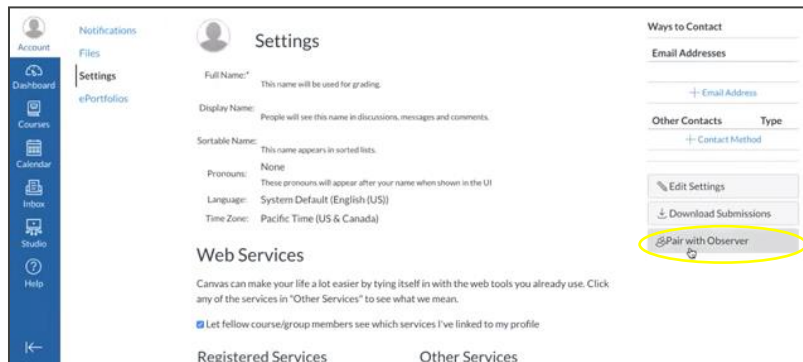 Account
Dashboard
Courses
Calendar
Inbox
Studio
Help
Notifications
Files
Settings
ePortfolios
Settings
Full Name:*
This name will be used for grading.
Display Name:
People will see this name in discussions, messages and comments.
Sortable Name:
This name appears in sorted lists.
Pronouns: None
These pronouns will appear after your name when shown in the UI
Language: System Default (English (US))
Time Zone: Pacific Time (US & Canada)
Web Services
Canvas can make your life a lot easier by tying itself in with the web tools you already use. Click
any of the services in "Other Services" to see what we mean.
Let fellow course/group members see which services I've linked to my profile
Registered Services Other Services
Ways to Contact
Email Addresses
+ Email Address
Other Contacts Type
+ Contact Method
Edit Settings
Download Submissions
Pair with Observer